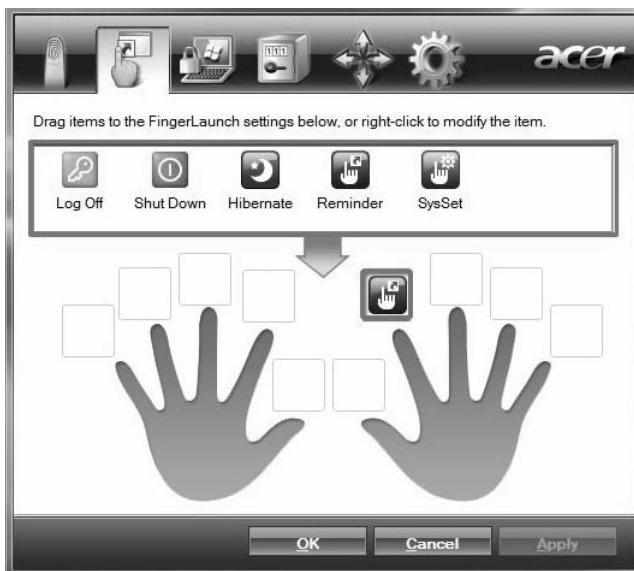 111
acer
Drag items to the FingerLaunch settings below, or right-click to modify the item.
Log Off Shut Down Hibernate Reminder SysSet
OK Cancel Apply